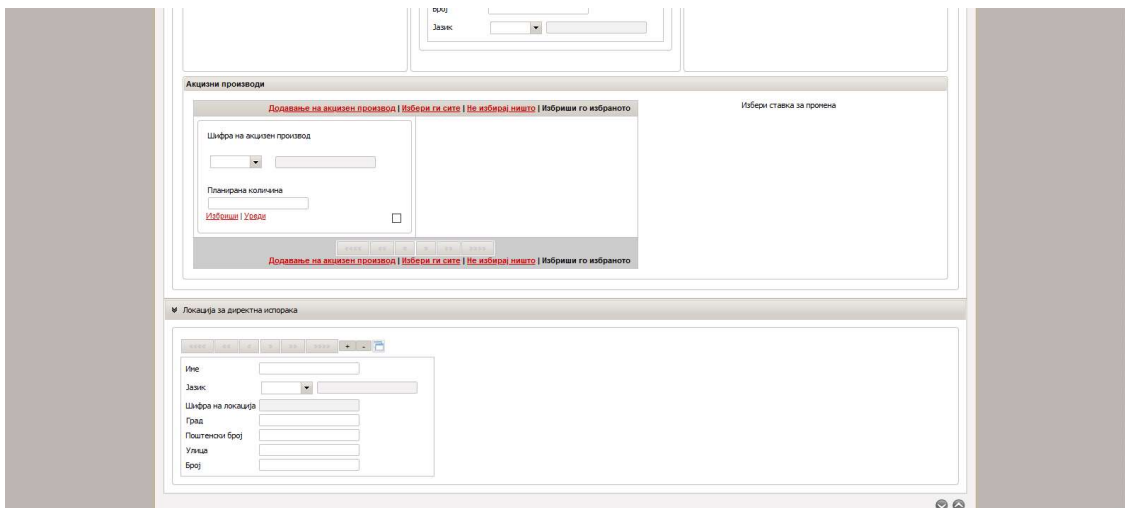 Број
Јазик
Акцизни производи
Додавање на акцизен производ | Избери ги сите | Не избирај ништо | Избриши го избраното
Избери ставка за промена
Шифра на акцизен производ
Планирана количина
Избриши | Уреди
<<<< << < > >> >>>>
Додавање на акцизен производ | Избери ги сите | Не избирај ништо | Избриши го избраното
Локација за директна испорака
<<<< << < > >> >>>> + -
Име
Јазик
Шифра на локација
Град
Поштенски број
Улица
Број